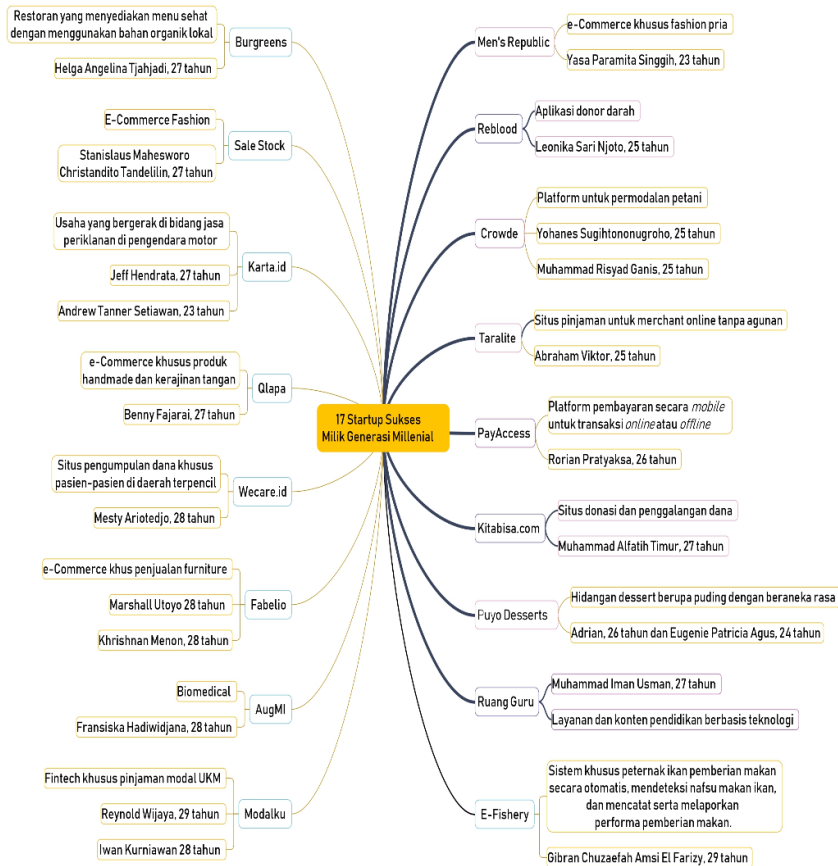 17 Startup Sukses
Milik Generasi Millenial
Men's Republic
e-Commerce khusus fashion pria
Yasa Paramita Singgih, 23 tahun
Reblood
Aplikasi donor darah
Leonika Sari Njoto, 25 tahun
Crowde
Platform untuk permodalan petani
Yohanes Sugihtononugroho, 25 tahun
Muhammad Risyad Ganis, 25 tahun
Taralite
Situs pinjaman untuk merchant online tanpa agunan
Abraham Viktor, 25 tahun
PayAccess
Platform pembayaran secara mobile
untuk transaksi online atau offline
Rorian Pratyaksa, 26 tahun
Kitabisa.com
Situs donasi dan penggalangan dana
Muhammad Alfatih Timur, 27 tahun
Puyo Desserts
Hidangan dessert berupa puding dengan beraneka rasa
Adrian, 26 tahun dan Eugenie Patricia Agus, 24 tahun
Ruang Guru
Muhammad Iman Usman, 27 tahun
Layanan dan konten pendidikan berbasis teknologi
E-Fishery
Sistem khusus peternak ikan pemberian makan
secara otomatis, mendeteksi nafsu makan ikan,
dan mencatat serta melaporkan
performa pemberian makan.
Gibran Chuzaefah Amsi El Farizy, 29 tahun
Burgreens
Restoran yang menyediakan menu sehat
dengan menggunakan bahan organik lokal
Helga Angelina Tjahjadi, 27 tahun
Sale Stock
E-Commerce Fashion
Stanislaus Mahesworo
Christandito Tandelilin, 27 tahun
Karta.id
Usaha yang bergerak di bidang jasa
periklanan di pengendara motor
Jeff Hendrata, 27 tahun
Andrew Tanner Setiawan, 23 tahun
Qlapa
e-Commerce khusus produk
handmade dan kerajinan tangan
Benny Fajarai, 27 tahun
Wecare.id
Situs pengumpulan dana khusus
pasien-pasien di daerah terpencil
Mesty Ariotedjo, 28 tahun
Fabelio
e-Commerce khus penjualan furniture
Marshall Utoyo 28 tahun
Khrishnan Menon, 28 tahun
AugMI
Biomedical
Fransiska Hadiwidjana, 28 tahun
Modalku
Fintech khusus pinjaman modal UKM
Reynold Wijaya, 29 tahun
Iwan Kurniawan 28 tahun